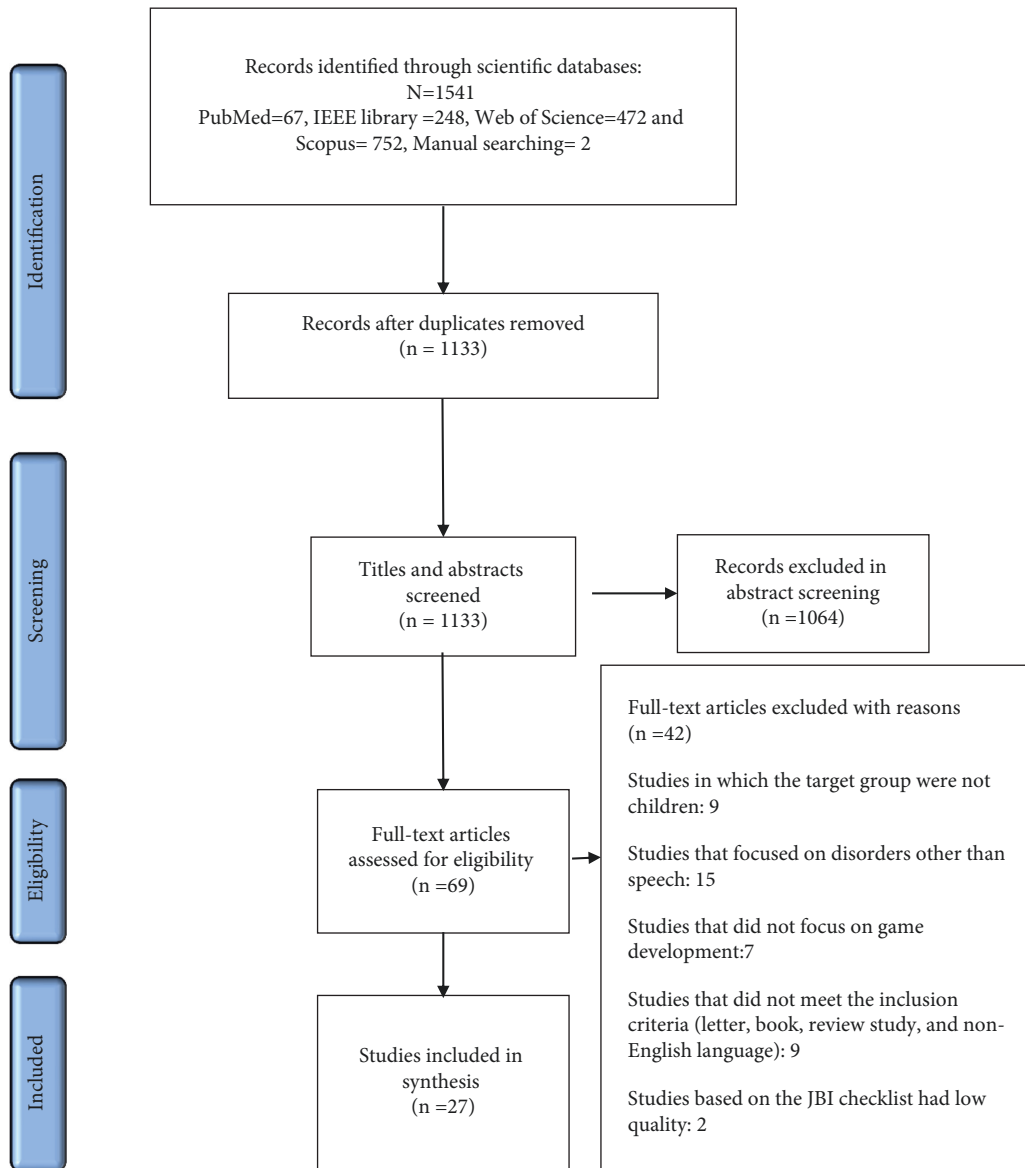 Identification
Records identified through scientific databases:
N=1541
PubMed=67, IEEE library =248, Web of Science=472 and
Scopus= 752, Manual searching= 2
Records after duplicates removed
(n = 1133)
Screening
Titles and abstracts
screened
(n = 1133)
Records excluded in
abstract screening
(n =1064)
Eligibility
Full-text articles
assessed for eligibility
(n =69)
Full-text articles excluded with reasons
(n =42)
Studies in which the target group were not
children: 9
Studies that focused on disorders other than
speech: 15
Studies that did not focus on game
development:7
Studies that did not meet the inclusion
criteria (letter, book, review study, and non-
English language): 9
Studies based on the JBI checklist had low
quality: 2
Included
Studies included in
synthesis
(n =27)